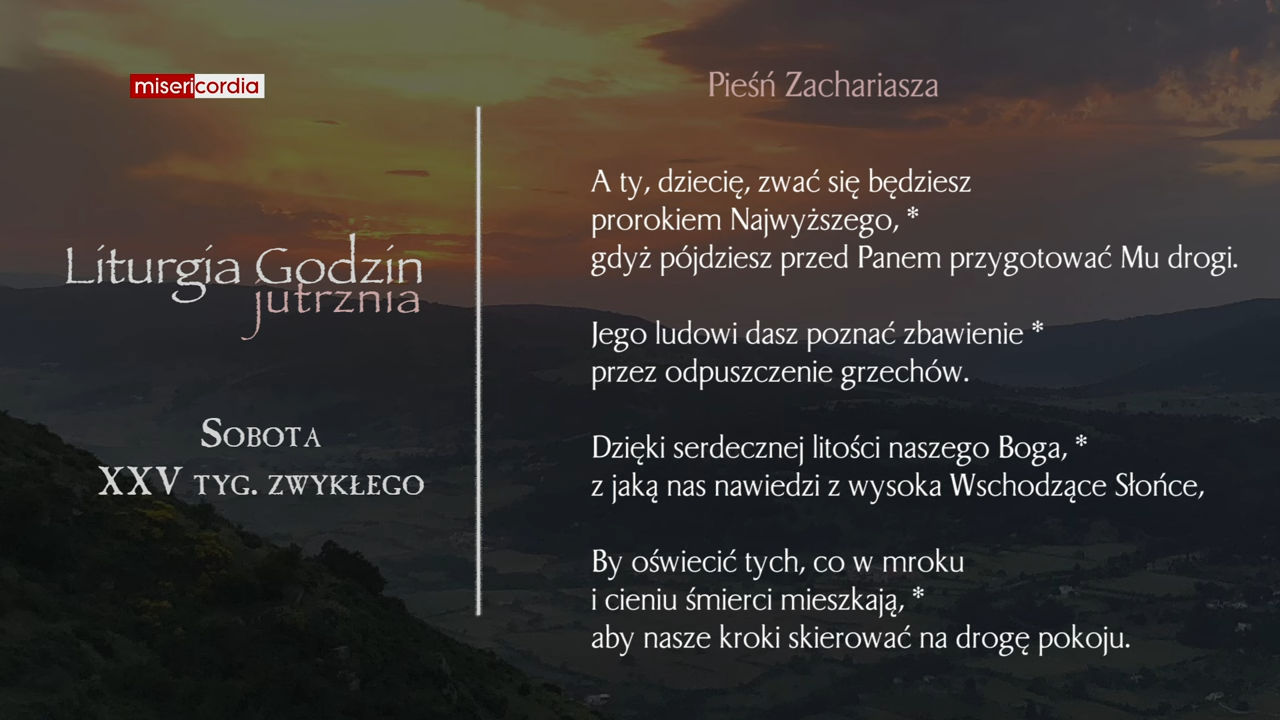 misericordia
Liturgia Godzin
jutrznia
Sobota
XXV tyg. zwykłego
Pieśń Zachariasza
A ty, dziecię, zwać się będziesz
prorokiem Najwyższego, *
gdyż pójdziesz przed Panem przygotować Mu drogi.
Jego ludowi dasz poznać zbawienie *
przez odpuszczenie grzechów.
Dzięki serdecznej litości naszego Boga, *
z jaką nas nawiedzi z wysoka Wschodzące Słońce,
By oświecić tych, co w mroku
i cieniu śmierci mieszkają, *
aby nasze kroki skierować na drogę pokoju.